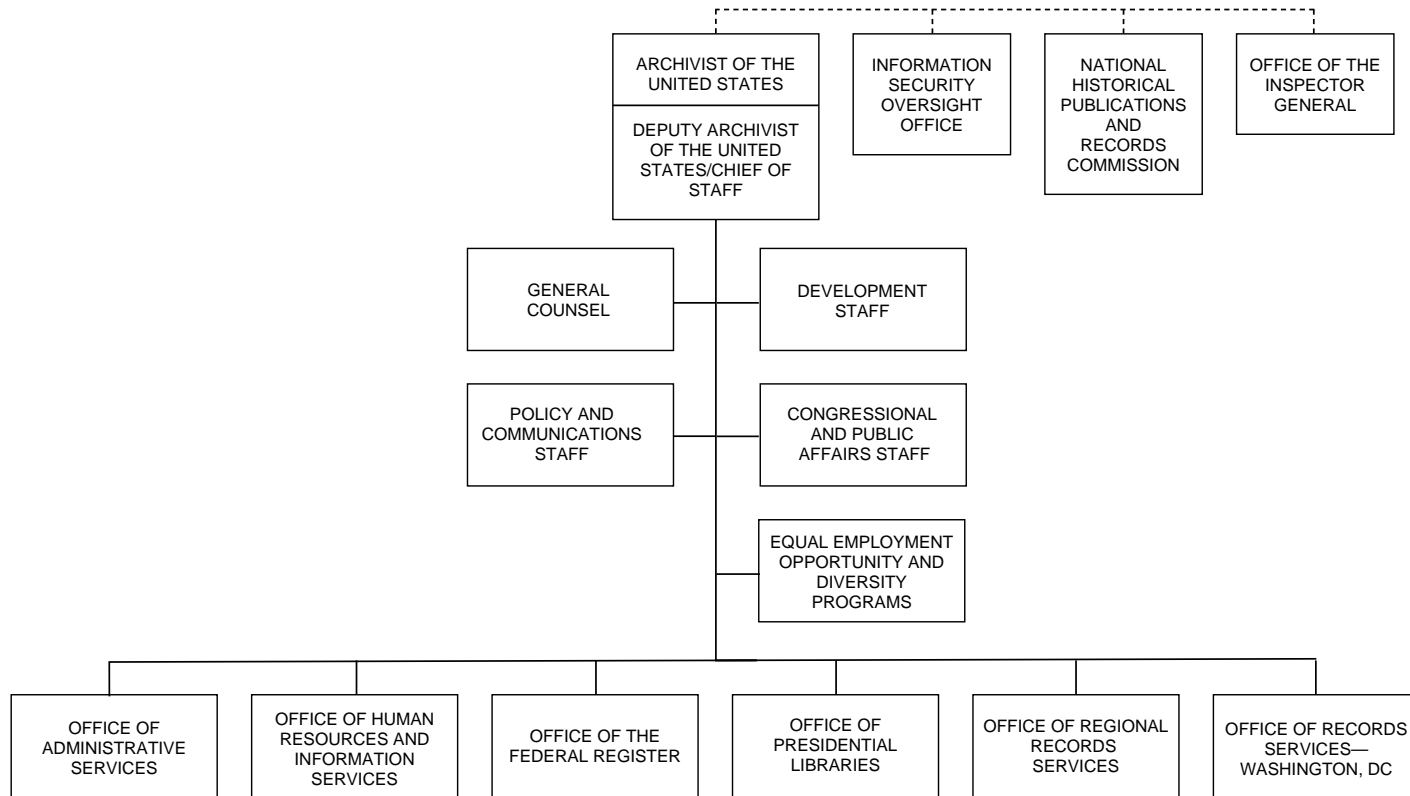 ARCHIVIST OF THE
UNITED STATES
DEPUTY ARCHIVIST
OF THE UNITED
STATES/CHIEF OF
STAFF
INFORMATION
SECURITY
OVERSIGHT
OFFICE
NATIONAL
HISTORICAL
PUBLICATIONS
AND
RECORDS
COMMISSION
OFFICE OF THE
INSPECTOR
GENERAL
GENERAL
COUNSEL
DEVELOPMENT
STAFF
POLICY AND
COMMUNICATIONS
STAFF
CONGRESSIONAL
AND PUBLIC
AFFAIRS STAFF
EQUAL EMPLOYMENT
OPPORTUNITY AND
DIVERSITY
PROGRAMS
OFFICE OF
ADMINISTRATIVE
SERVICES
OFFICE OF HUMAN
RESOURCES AND
INFORMATION
SERVICES
OFFICE OF THE
FEDERAL REGISTER
OFFICE OF
PRESIDENTIAL
LIBRARIES
OFFICE OF REGIONAL
RECORDS
SERVICES
OFFICE OF RECORDS
SERVICES—
WASHINGTON, DC